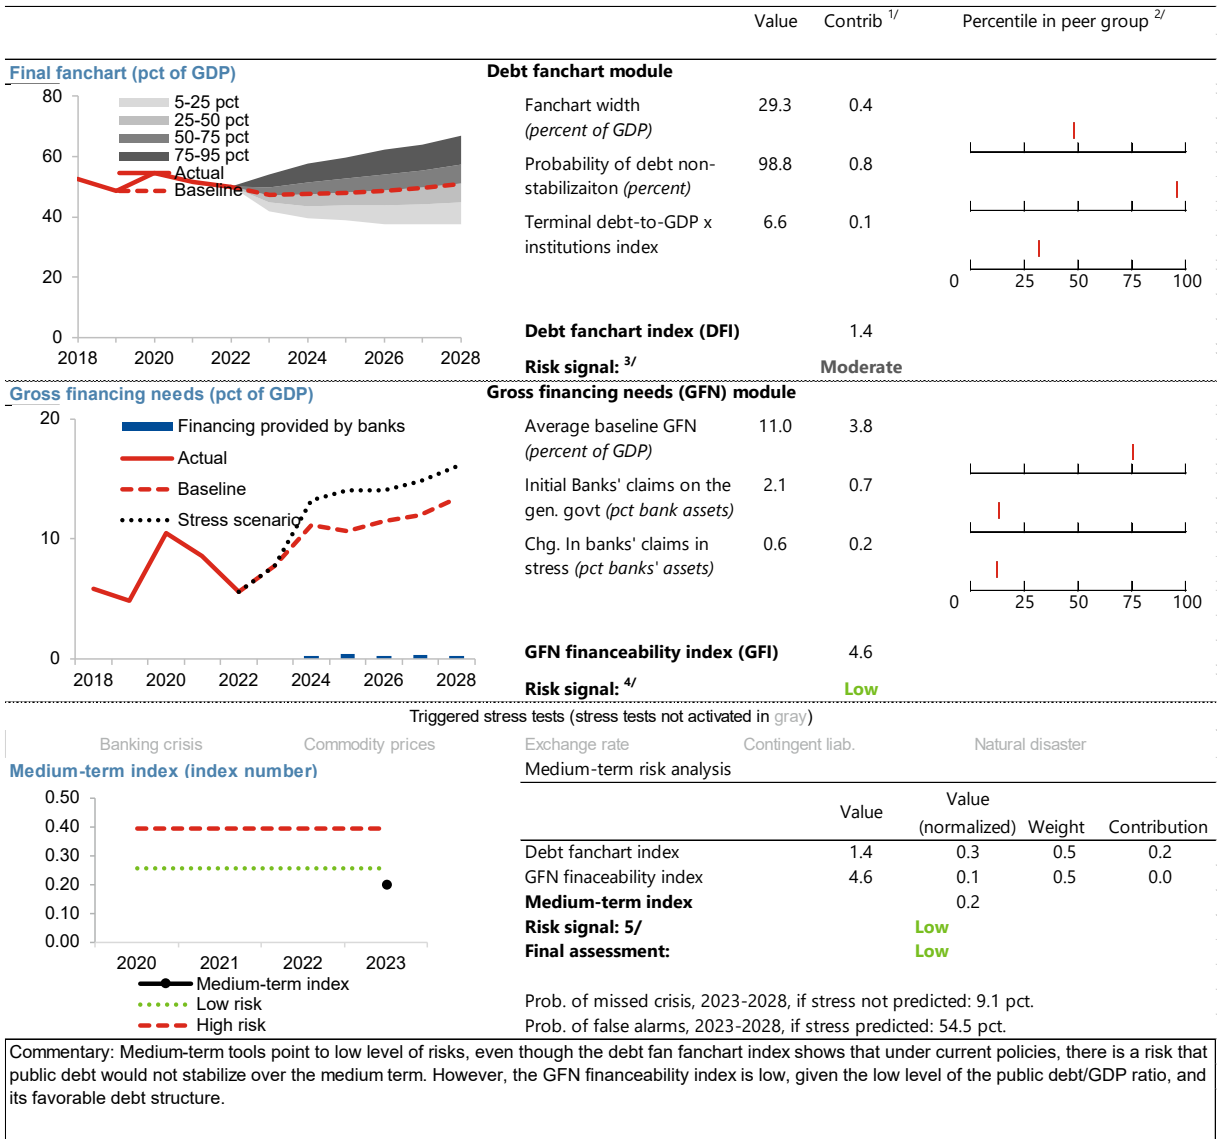 Value Contrib 1/ Percentile in peer group 2/
Final fanchart (pct of GDP)
80
60
40
20
0
2018 2020 2022 2024 2026 2028
5-25 pct
25-50 pct
50-75 pct
75-95 pct
Actual
Baseline
Debt fanchart module
Fanchart width 29.3 0.4
(percent of GDP)
Probability of debt non- 98.8 0.8
stabilizaiton (percent)
Terminal debt-to-GDP x 6.6 0.1
institutions index
0 25 50 75 100
Debt fanchart index (DFI) 1.4
Risk signal: 3/ Moderate
Gross financing needs (pct of GDP)
20
10
0
2018 2020 2022 2024 2026 2028
Financing provided by banks
Actual
Baseline
Stress scenario
Gross financing needs (GFN) module
Average baseline GFN 11.0 3.8
(percent of GDP)
Initial Banks' claims on the 2.1 0.7
gen. govt (pct bank assets)
Chg. In banks' claims in 0.6 0.2
stress (pct banks' assets)
0 25 50 75 100
GFN financeability index (GFI) 4.6
Risk signal: 4/ Low
Triggered stress tests (stress tests not activated in gray)
Banking crisis Commodity prices Exchange rate Contingent liab. Natural disaster
Medium-term index (index number)
0.50
0.40
0.30
0.20
0.10
0.00
2020 2021 2022 2023
Medium-term index
Low risk
High risk
Medium-term risk analysis
Value
Value
(normalized) Weight Contribution
Debt fanchart index 1.4 0.3 0.5 0.2
GFN finaceability index 4.6 0.1 0.5 0.0
Medium-term index 0.2
Risk signal: 5/ Low
Final assessment: Low
Prob. of missed crisis, 2023-2028, if stress not predicted: 9.1 pct.
Prob. of false alarms, 2023-2028, if stress predicted: 54.5 pct.
Commentary: Medium-term tools point to low level of risks, even though the debt fan fanchart index shows that under current policies, there is a risk that
public debt would not stabilize over the medium term. However, the GFN financeability index is low, given the low level of the public debt/GDP ratio, and
its favorable debt structure.